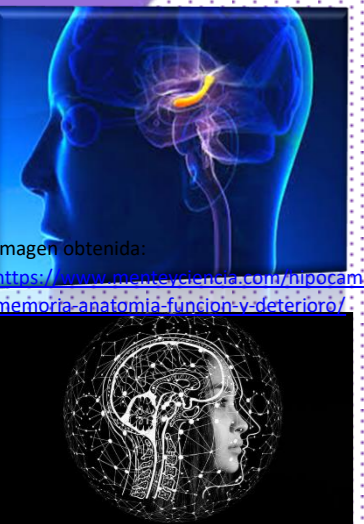 magen obtenida:
https://www.menteyciencia.com/hipocam
memoria-anatomia-funcion-y-deterioro/